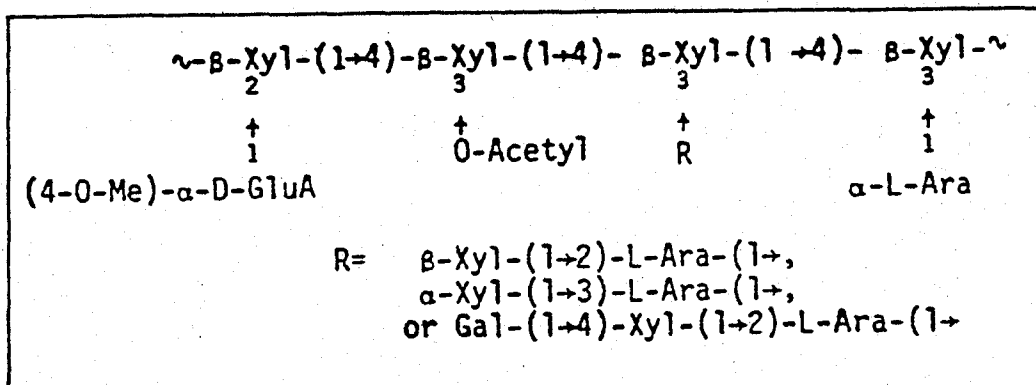 ~-β-Xyl-(1→4)-β-Xyl-(1→4)- β-Xyl-(1 →4)- β-Xyl-~
2 3 3 3
↑ ↑ ↑ ↑
1 O-Acetyl R 1
(4-O-Me)-α-D-GluA α-L-Ara
R= β-Xyl-(1→2)-L-Ara-(1→,
α-Xyl-(1→3)-L-Ara-(1→,
or Gal-(1→4)-Xyl-(1→2)-L-Ara-(1→